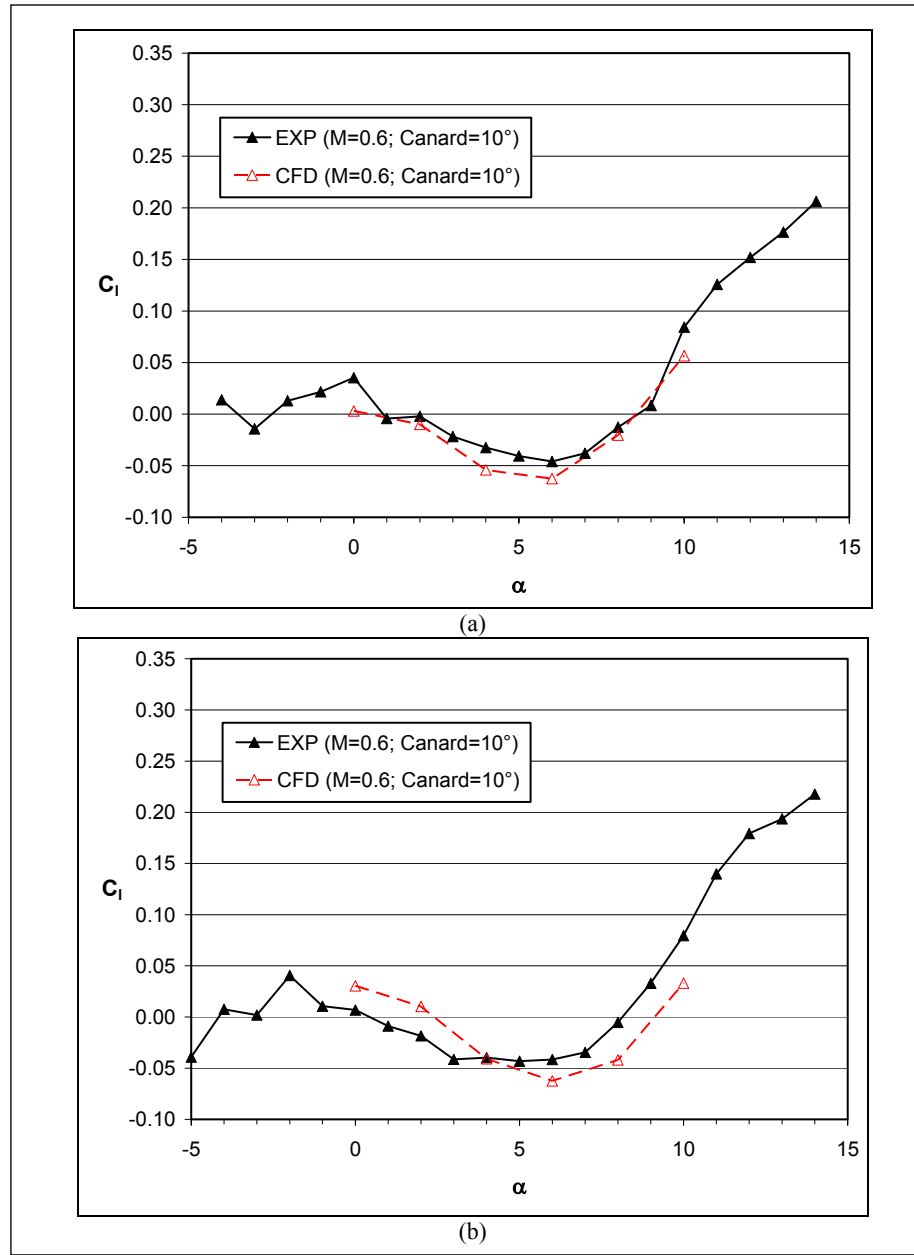 0.35
0.30
0.25
0.20
0.15
0.10
0.05
0.00
-0.05
-0.10
Cl
EXP (M=0.6; Canard=10°)
CFD (M=0.6; Canard=10°)
-5 0 5 10 15
α
(a)
0.35
0.30
0.25
0.20
0.15
0.10
0.05
0.00
-0.05
-0.10
Cl
EXP (M=0.6; Canard=10°)
CFD (M=0.6; Canard=10°)
-5 0 5 10 15
α
(b)